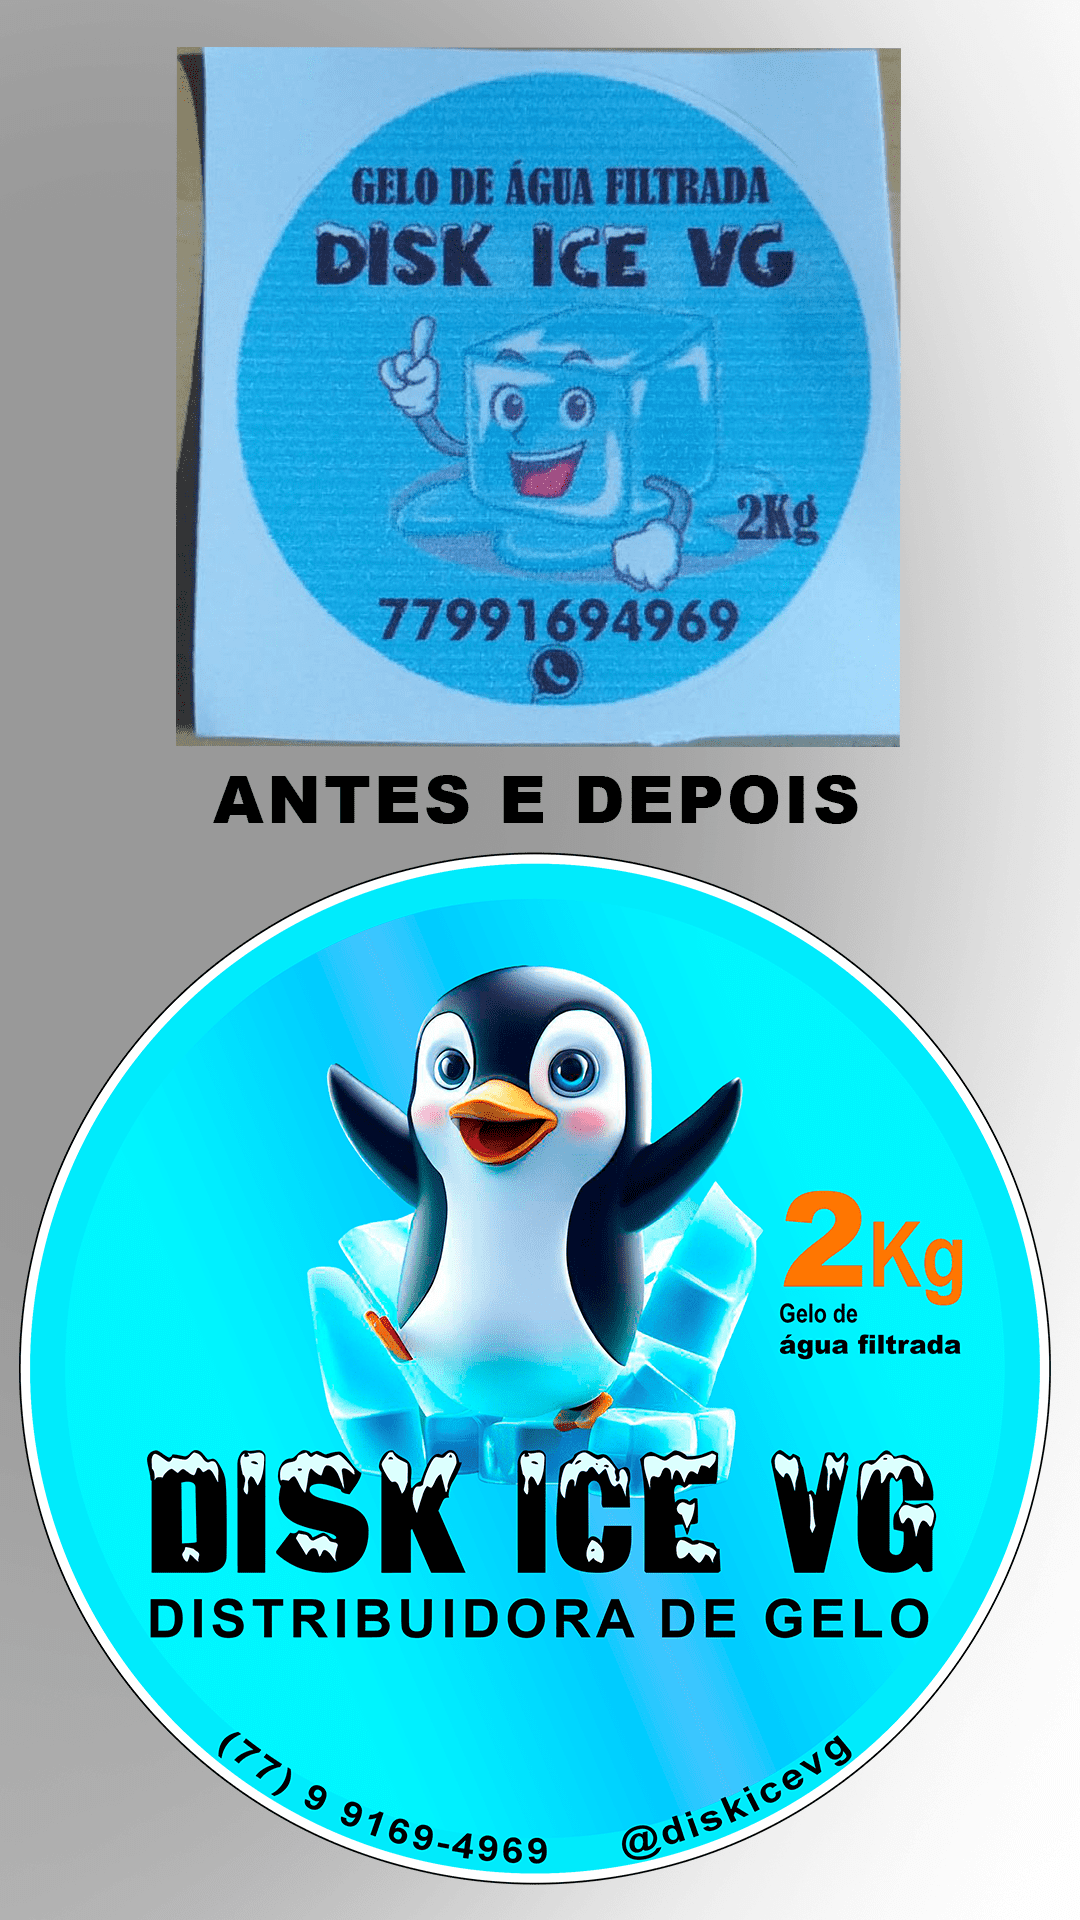 GELO DE ÁGUA FILTRADA
DISK ICE VG
2Kg
77991694969
ANTES E DEPOIS
2Kg
Gelo de
água filtrada
DISK ICE VG
DISTRIBUIDORA DE GELO
(77) 9 9169-4969
@diskicevg